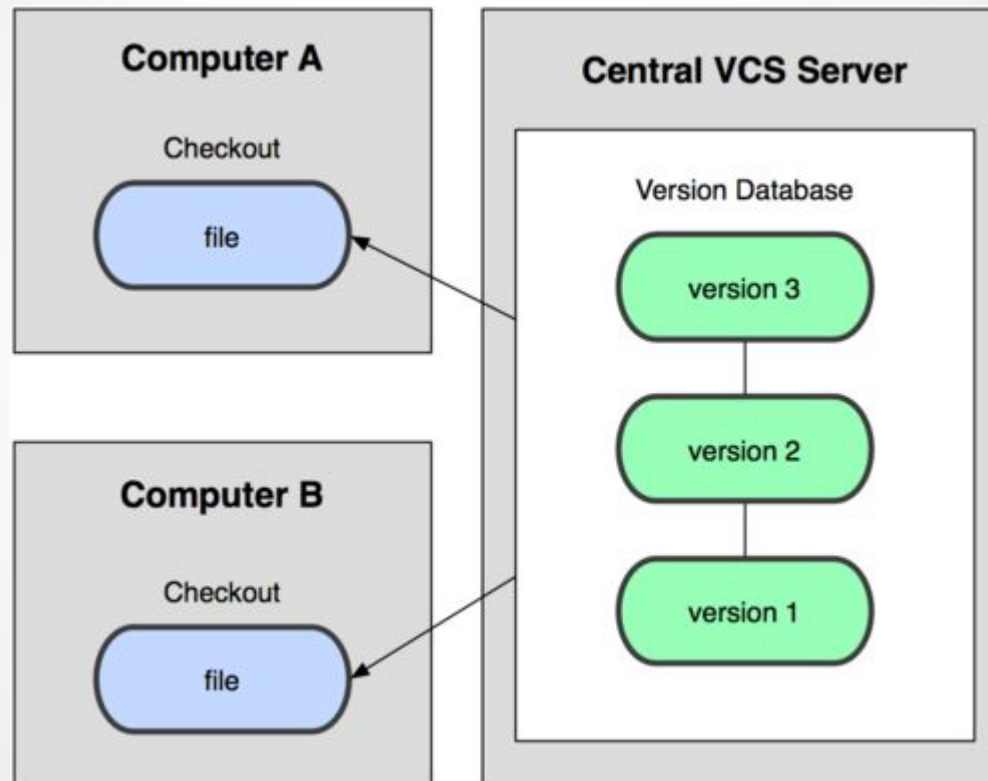 Computer A
Checkout
file
Computer B
Checkout
file
Central VCS Server
Version Database
version 3
version 2
version 1